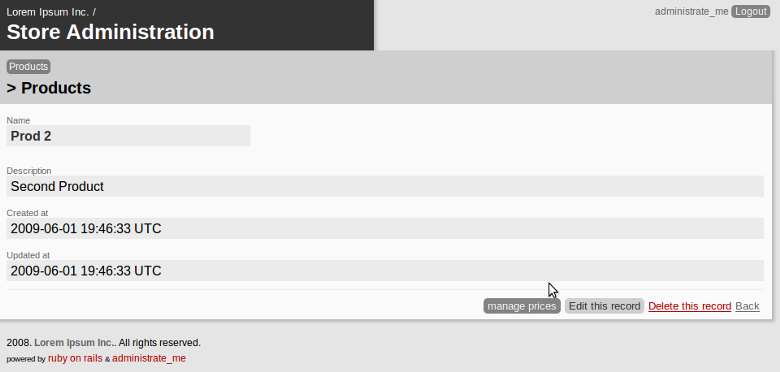 Lorem Ipsum Inc. /
administrate_me Logout
Store Administration
Products
> Products
Name
Prod 2
Description
Second Product
Created at
2009-06-01 19:46:33 UTC
Updated at
2009-06-01 19:46:33 UTC
manage prices Edit this record Delete this record Back
2008. Lorem Ipsum Inc.. All rights reserved.
powered by ruby on rails & administrate_me